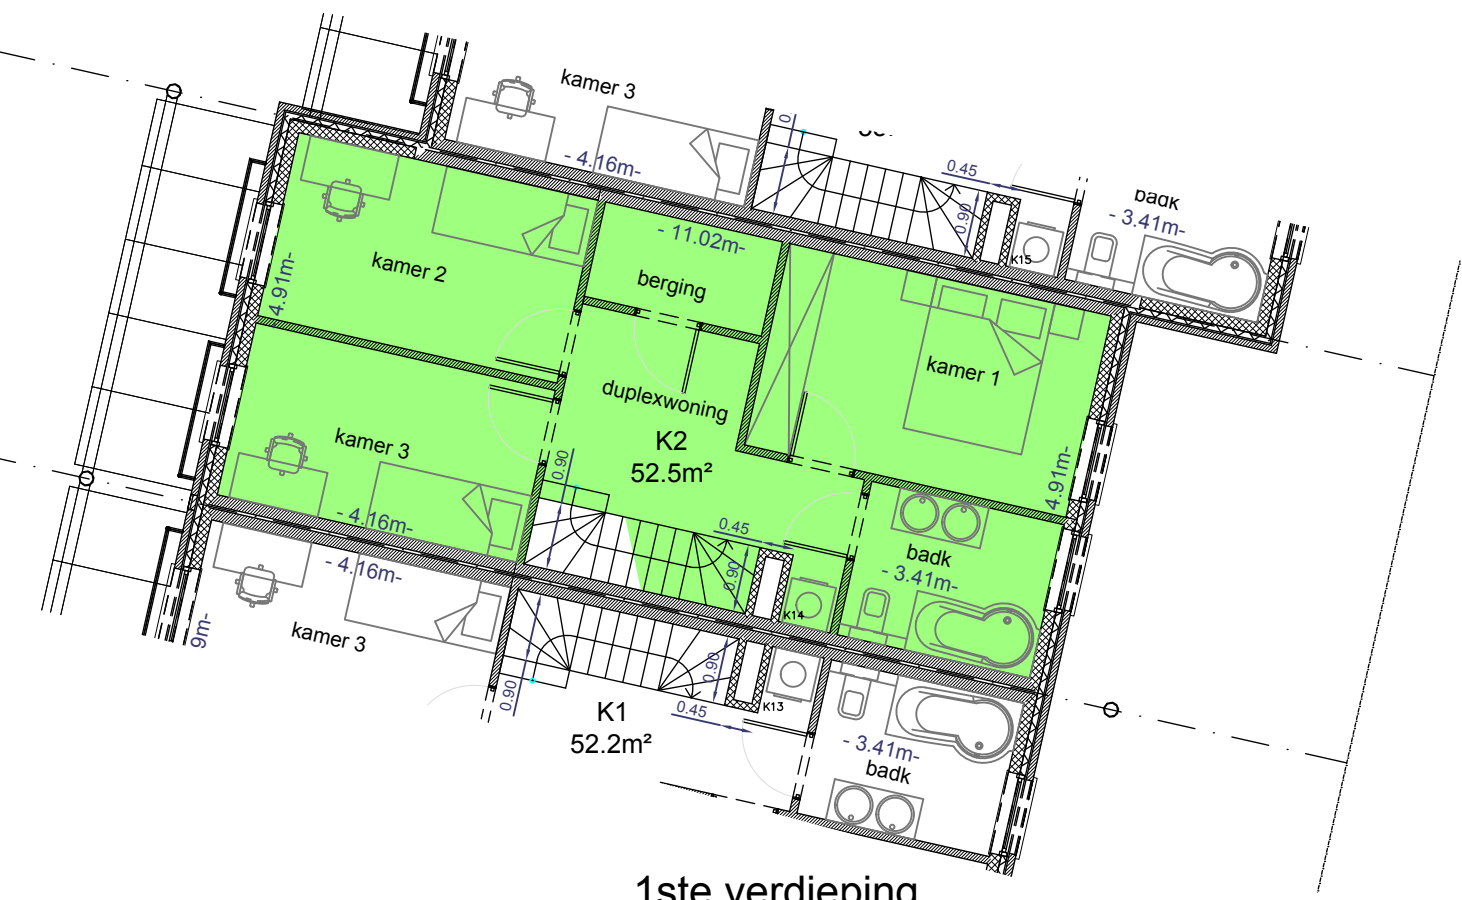 kamer 3
- 4.16m-
0.45
0.90
badk
- 3.41m-
K15
- 11.02m-
berging
kamer 2
4.91m-
kamer 1
duplexwoning
K2
52.5m²
kamer 3
- 4.16m-
0.90
0.45
0.90
4.91m-
badk
- 3.41m-
K14
- 4.16m-
kamer 3
9m-
0.90
0.90
0.45
K13
K1
52.2m²
- 3.41m-
badk
1ste verdieping